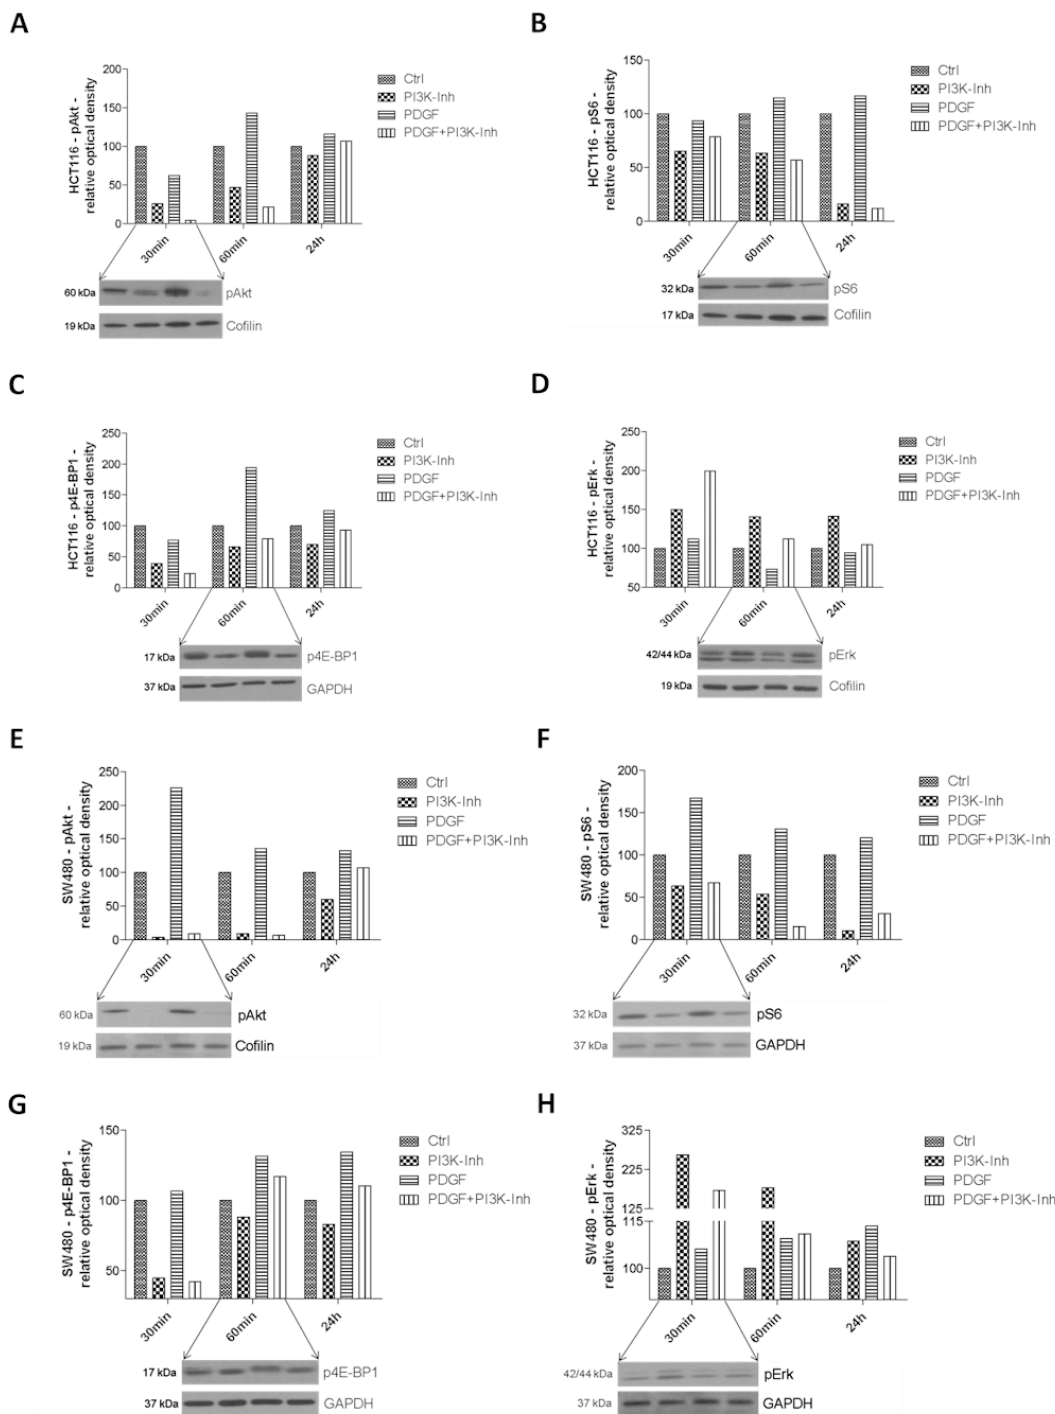 A
HCT116 - pAkt -
relative optical density
200
150
100
50
0
30min
60min
24h
Ctrl
PI3K-Inh
PDGF
PDGF+PI3K-Inh
60 kDa
pAkt
19 kDa
Cofilin
B
HCT116 - pS6 -
relative optical density
150
100
50
0
30min
60min
24h
Ctrl
PI3K-Inh
PDGF
PDGF+PI3K-Inh
32 kDa
pS6
17 kDa
Cofilin
C
HCT116 - p4E-BP1 -
relative optical density
250
200
150
100
50
0
30min
60min
24h
Ctrl
PI3K-Inh
PDGF
PDGF+PI3K-Inh
17 kDa
p4E-BP1
37 kDa
GAPDH
D
HCT116 - pErk -
relative optical density
250
200
150
100
50
30min
60min
24h
Ctrl
PI3K-Inh
PDGF
PDGF+PI3K-Inh
42/44 kDa
pErk
19 kDa
Cofilin
E
SW480 - pAkt -
relative optical density
250
200
150
100
50
0
30min
60min
24h
Ctrl
PI3K-Inh
PDGF
PDGF+PI3K-Inh
60 kDa
pAkt
19 kDa
Cofilin
F
SW480 - pS6 -
relative optical density
200
150
100
50
0
30min
60min
24h
Ctrl
PI3K-Inh
PDGF
PDGF+PI3K-Inh
32 kDa
pS6
37 kDa
GAPDH
G
SW480 - p4E-BP1 -
relative optical density
150
100
50
30min
60min
24h
Ctrl
PI3K-Inh
PDGF
PDGF+PI3K-Inh
17 kDa
p4E-BP1
37 kDa
GAPDH
H
SW480 - pErk -
relative optical density
325
225
125
115
100
30min
60min
24h
Ctrl
PI3K-Inh
PDGF
PDGF+PI3K-Inh
42/44 kDa
pErk
37 kDa
GAPDH